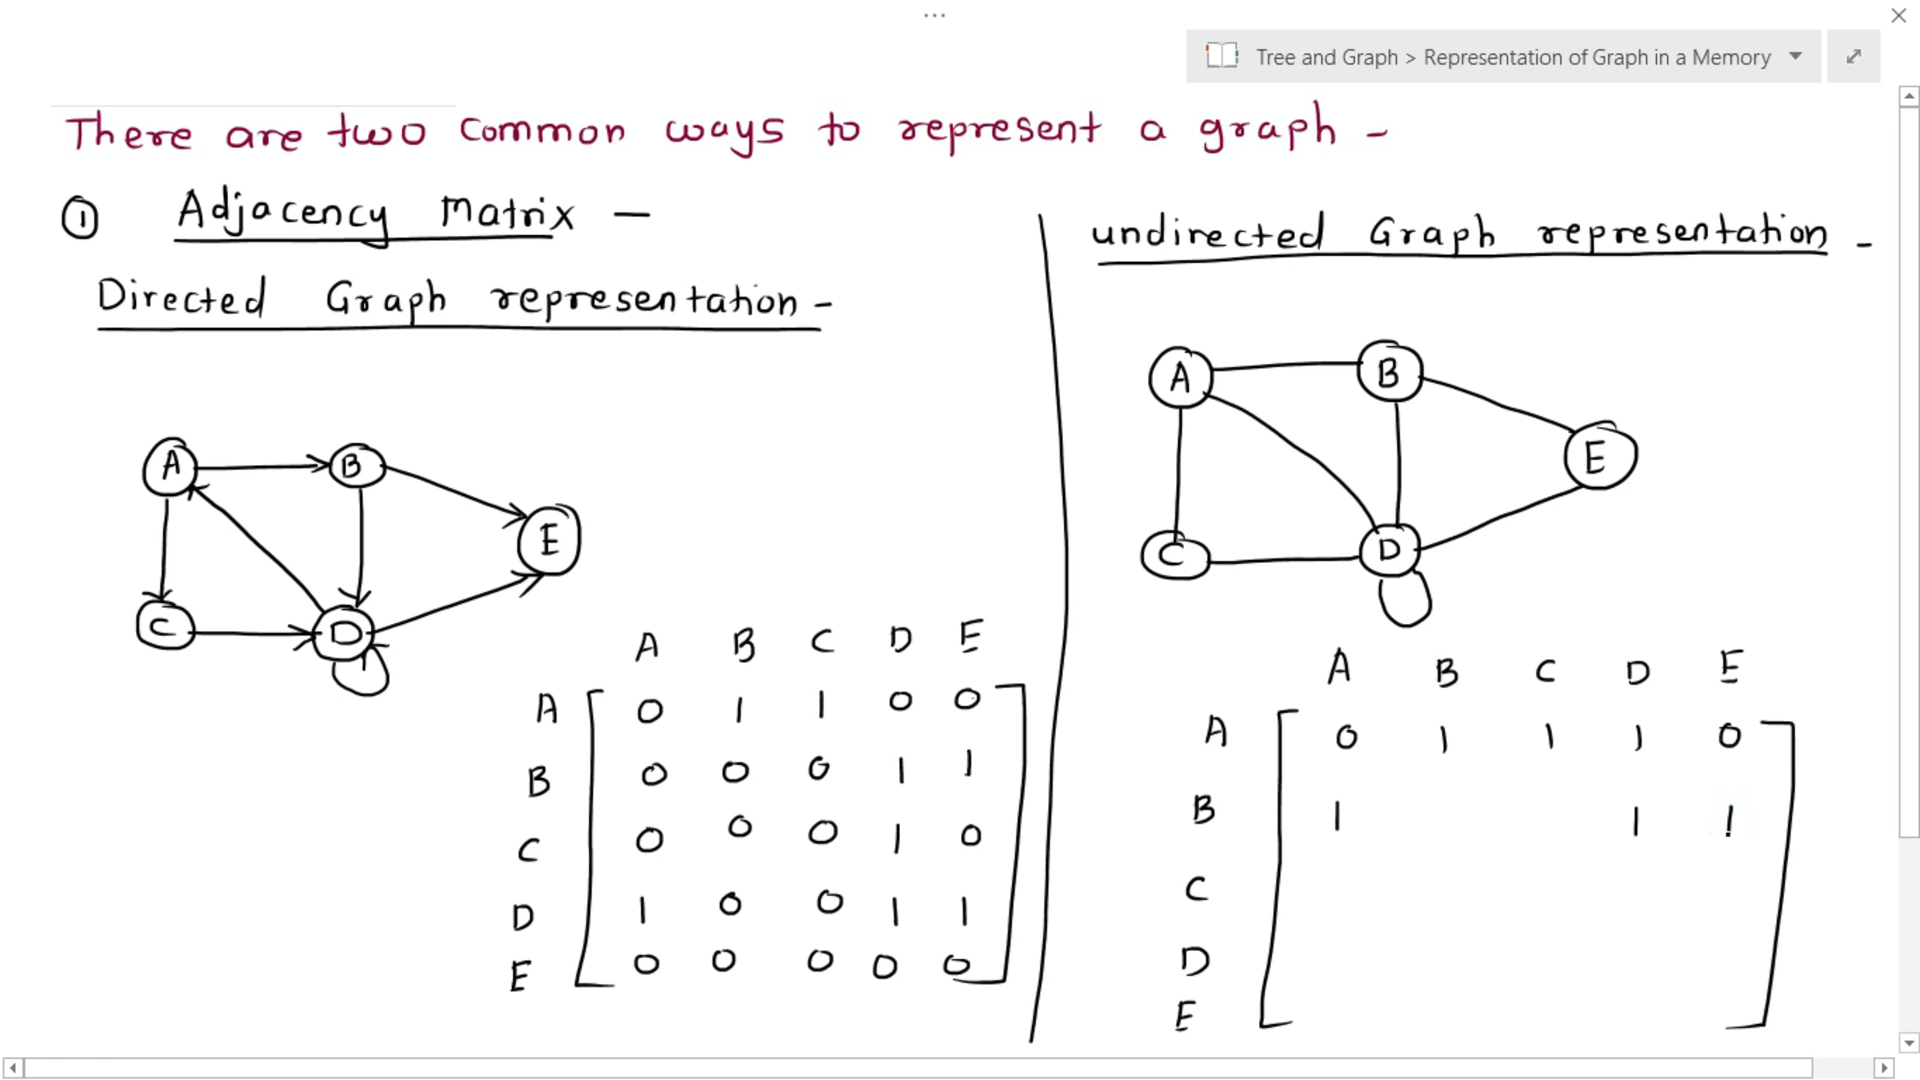 ...
Tree and Graph > Representation of Graph in a Memory
There are two common ways to represent a graph -
① Adjacency Matrix —
Directed Graph representation -
A B
E
C D
A B C D E
A 0 1 1 0 0
B 0 0 0 1 1
C 0 0 0 1 0
D 1 0 0 1 1
E 0 0 0 0 0
undirected Graph representation -
A B
E
C D
A B C D E
A 0 1 1 1 0
B 1 1 1
C
D
E